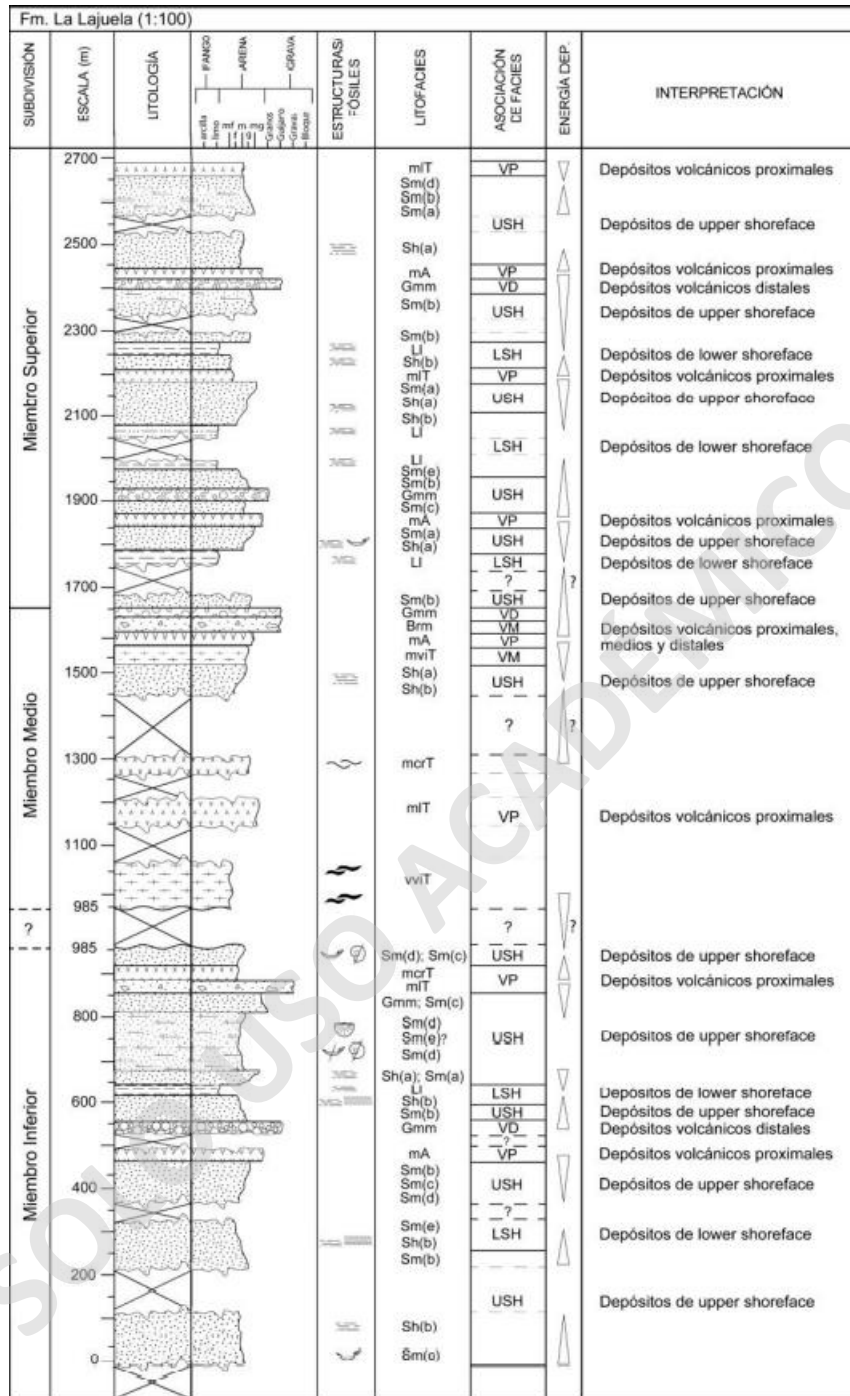 Fm. La Lajuela (1:100)
SUBDIVISIÓN
ESCALA (m)
LITOLOGÍA
FANGO
ARENA
GRAVA
arcilla
limo
mf
f
m
g
mg
Gránulos
Guijarro
Gravas
Bloque
ESTRUCTURAS/
FÓSILES
LITOFACIES
ASOCIACIÓN
DE FACIES
ENERGÍA DEP.
INTERPRETACIÓN
Miembro Superior
Miembro Medio
?
Miembro Inferior
2700
2500
2300
2100
1900
1700
1500
1300
1100
985
985
800
600
400
200
0
mlT
Sm(d)
Sm(b)
Sm(a)
Sh(a)
mA
Gmm
Sm(b)
Sm(b)
Ll
Sh(b)
mlT
Sm(a)
Sh(a)
Sh(b)
Ll
Ll
Sm(e)
Sm(b)
Gmm
Sm(c)
mA
Sm(a)
Sh(a)
Ll
Sm(b)
Gmm
Brm
mA
mviT
Sh(a)
Sh(b)
mcrT
mlT
vviT
Sm(d); Sm(c)
mcrT
mlT
Gmm; Sm(c)
Sm(d)
Sm(e)?
Sm(d)
Sh(a); Sm(a)
Ll
Sh(b)
Sm(b)
Gmm
mA
Sm(b)
Sm(c)
Sm(d)
Sm(e)
Sh(b)
Sm(b)
Sh(b)
VP
USH
VP
VD
USH
LSH
VP
USH
LSH
USH
VP
USH
LSH
?
USH
VD
VM
VP
VM
USH
?
VP
?
USH
VP
USH
LSH
USH
VD
?
VP
USH
?
LSH
USH
?
?
?
Depósitos volcánicos proximales
Depósitos de upper shoreface
Depósitos volcánicos proximales
Depósitos volcánicos distales
Depósitos de upper shoreface
Depósitos de lower shoreface
Depósitos volcánicos proximales
Depósitos de upper shoreface
Depósitos de lower shoreface
Depósitos volcánicos proximales
Depósitos de upper shoreface
Depósitos de lower shoreface
Depósitos de upper shoreface
Depósitos volcánicos proximales,
medios y distales
Depósitos de upper shoreface
Depósitos volcánicos proximales
Depósitos de upper shoreface
Depósitos volcánicos proximales
Depósitos de upper shoreface
Depósitos de lower shoreface
Depósitos de upper shoreface
Depósitos volcánicos distales
Depósitos volcánicos proximales
Depósitos de upper shoreface
Depósitos de lower shoreface
Depósitos de upper shoreface
SOLO USO ACADEMICO